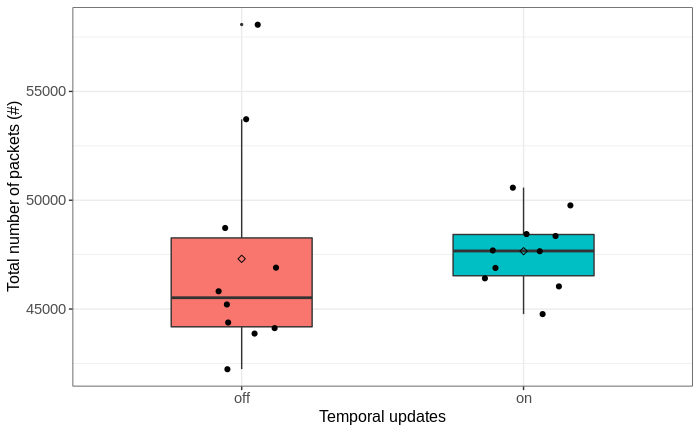 Total number of packets (#)
55000
50000
45000
off
on
Temporal updates